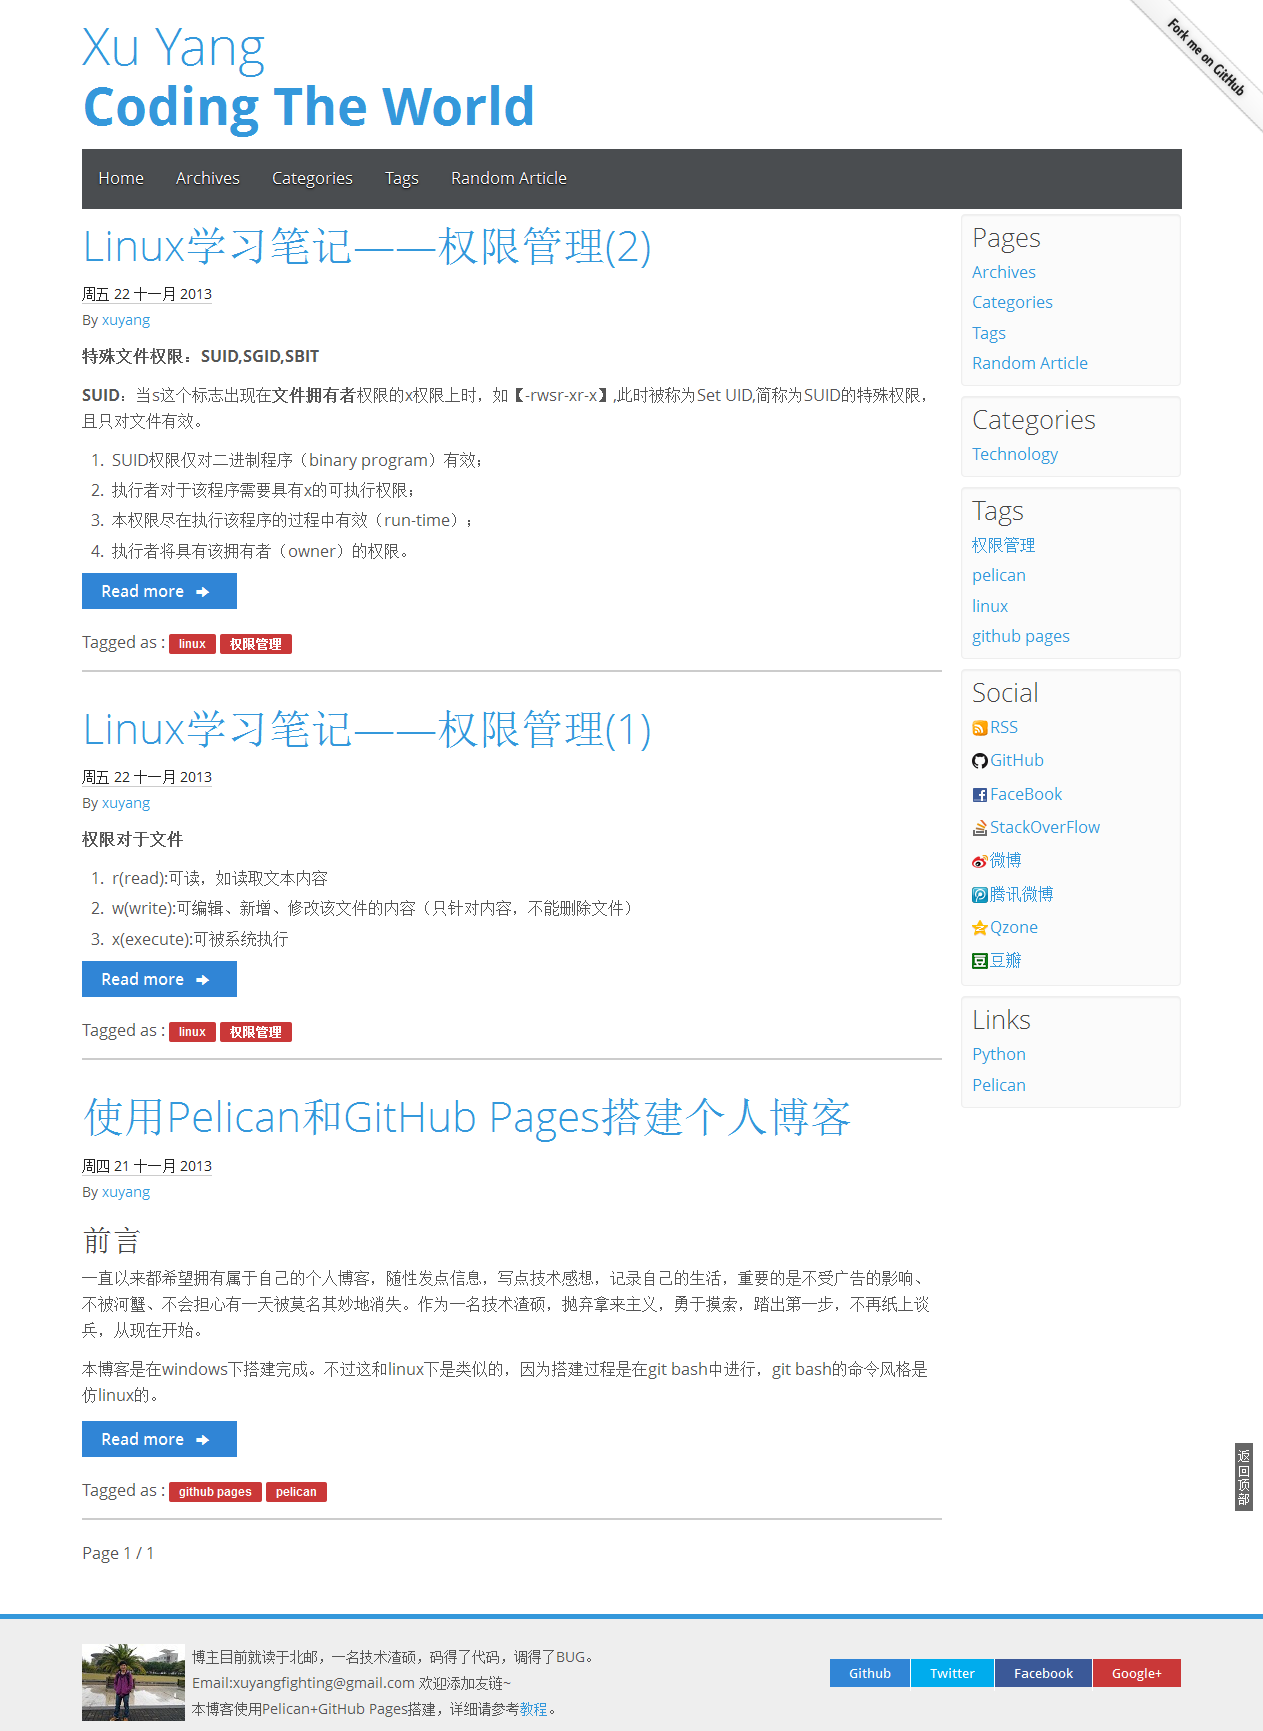 Fork me on GitHub
Xu Yang
Coding The World
Home Archives Categories Tags Random Article
Linux学习笔记——权限管理(2)
周五 22 十一月 2013
By xuyang
特殊文件权限：SUID,SGID,SBIT
SUID：当s这个标志出现在文件拥有者权限的x权限上时，如【-rwsr-xr-x】,此时被称为Set UID,简称为SUID的特殊权限，
且只对文件有效。
1. SUID权限仅对二进制程序（binary program）有效；
2. 执行者对于该程序需要具有x的可执行权限；
3. 本权限尽在执行该程序的过程中有效（run-time）；
4. 执行者将具有该拥有者（owner）的权限。
Read more
Tagged as : linux 权限管理
Linux学习笔记——权限管理(1)
周五 22 十一月 2013
By xuyang
权限对于文件
1. r(read):可读，如读取文本内容
2. w(write):可编辑、新增、修改该文件的内容（只针对内容，不能删除文件）
3. x(execute):可被系统执行
Read more
Tagged as : linux 权限管理
使用Pelican和GitHub Pages搭建个人博客
周四 21 十一月 2013
By xuyang
前言
一直以来都希望拥有属于自己的个人博客，随性发点信息，写点技术感想，记录自己的生活，重要的是不受广告的影响、
不被河蟹、不会担心有一天被莫名其妙地消失。作为一名技术渣硕，抛弃拿来主义，勇于摸索，踏出第一步，不再纸上谈
兵，从现在开始。
本博客是在windows下搭建完成。不过这和linux下是类似的，因为搭建过程是在git bash中进行，git bash的命令风格是
仿linux的。
Read more
Tagged as : github pages pelican
Page 1 / 1
Pages
Archives
Categories
Tags
Random Article
Categories
Technology
Tags
权限管理
pelican
linux
github pages
Social
RSS
GitHub
FaceBook
StackOverFlow
微博
腾讯微博
Qzone
豆瓣
Links
Python
Pelican
返回顶部
博主目前就读于北邮，一名技术渣硕，码得了代码，调得了BUG。
Email:xuyangfighting@gmail.com 欢迎添加友链~
本博客使用Pelican+GitHub Pages搭建，详细请参考教程。
Github Twitter Facebook Google+